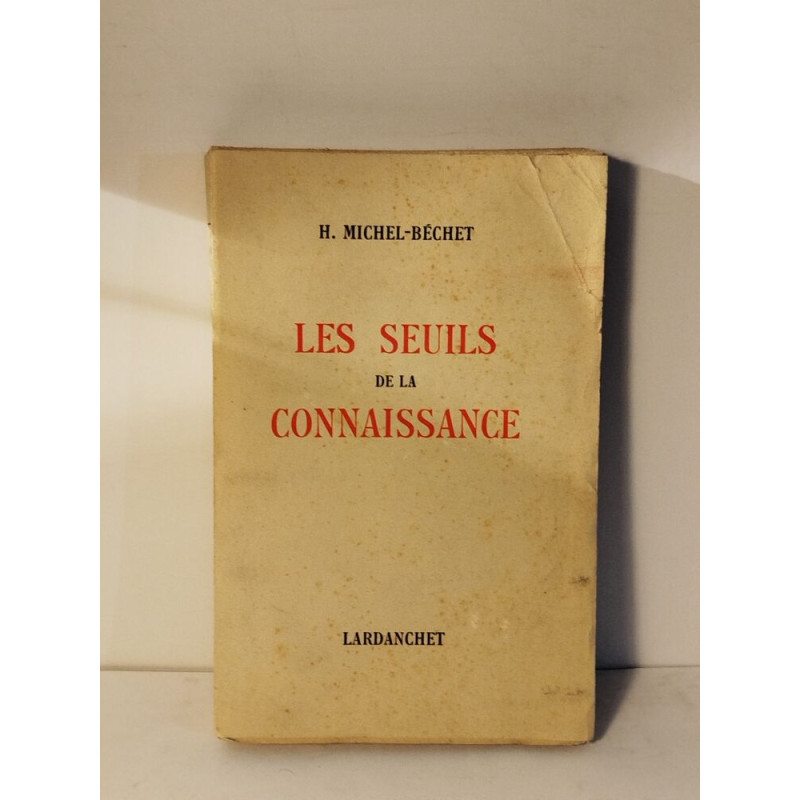 H. MICHEL-BÉCHET
LES SEUILS
DE LA
CONNAISSANCE
LARDANCHET